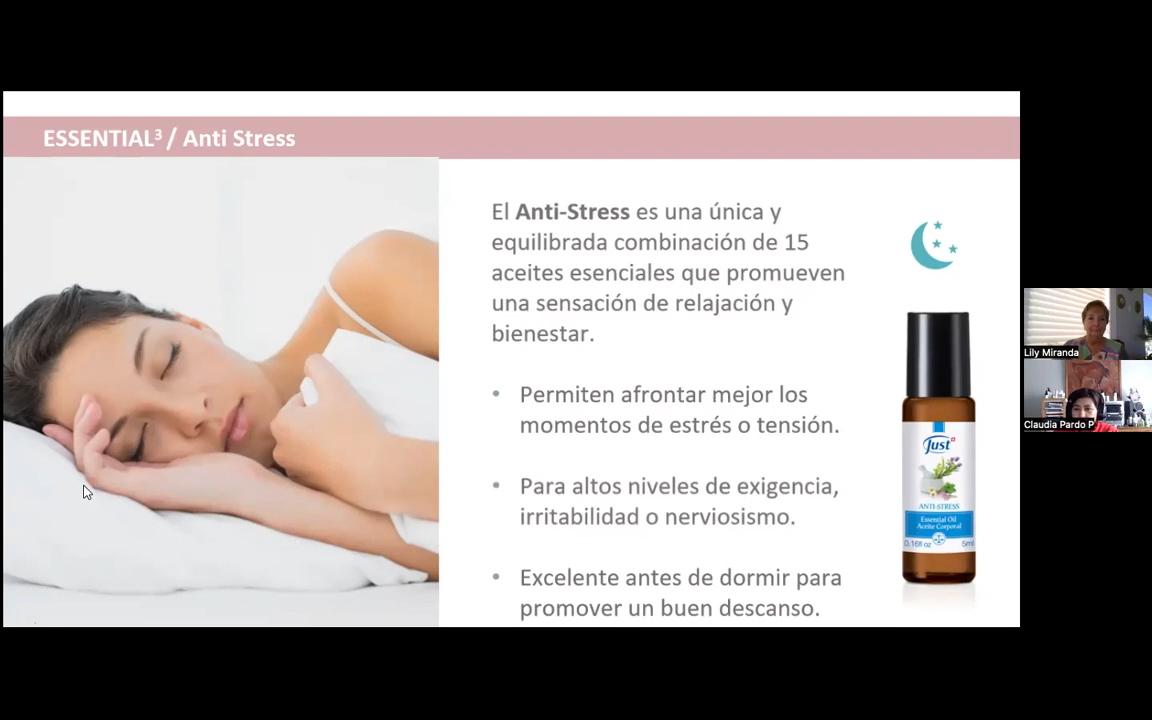 ESSENTIAL³ / Anti Stress
El Anti-Stress es una única y
equilibrada combinación de 15
aceites esenciales que promueven
una sensación de relajación y
bienestar.
• Permiten afrontar mejor los
momentos de estrés o tensión.
• Para altos niveles de exigencia,
irritabilidad o nerviosismo.
• Excelente antes de dormir para
promover un buen descanso.
Just
ANTI-STRESS
Essential Oil
Aceite Corporal
0.16fl oz 5ml
Lily Miranda
Claudia Pardo P